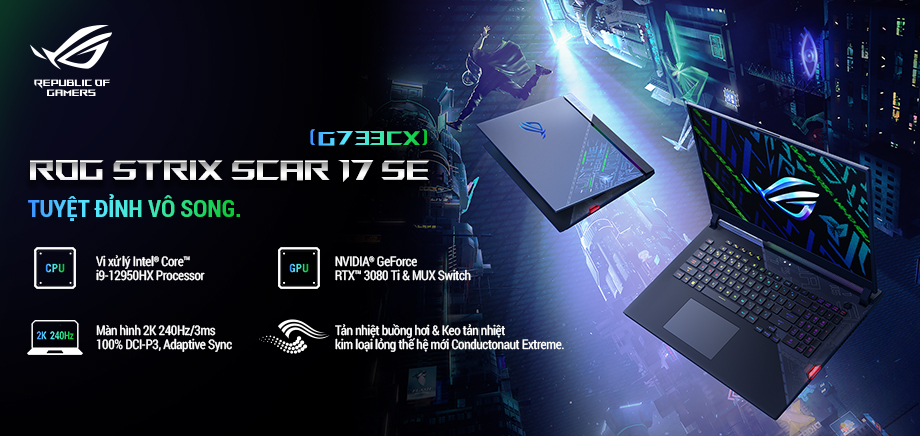 REPUBLIC OF
GAMERS
(G733CX)
ROG STRIX SCAR 17 SE
TUYỆT ĐỈNH VÔ SONG.
CPU
Vi xử lý Intel® Core™
i9-12950HX Processor
GPU
NVIDIA® GeForce
RTX™ 3080 Ti & MUX Switch
2K 240Hz
Màn hình 2K 240Hz/3ms
100% DCI-P3, Adaptive Sync
Tản nhiệt buồng hơi & Keo tản nhiệt
kim loại lỏng thế hệ mới Conductonaut Extreme.